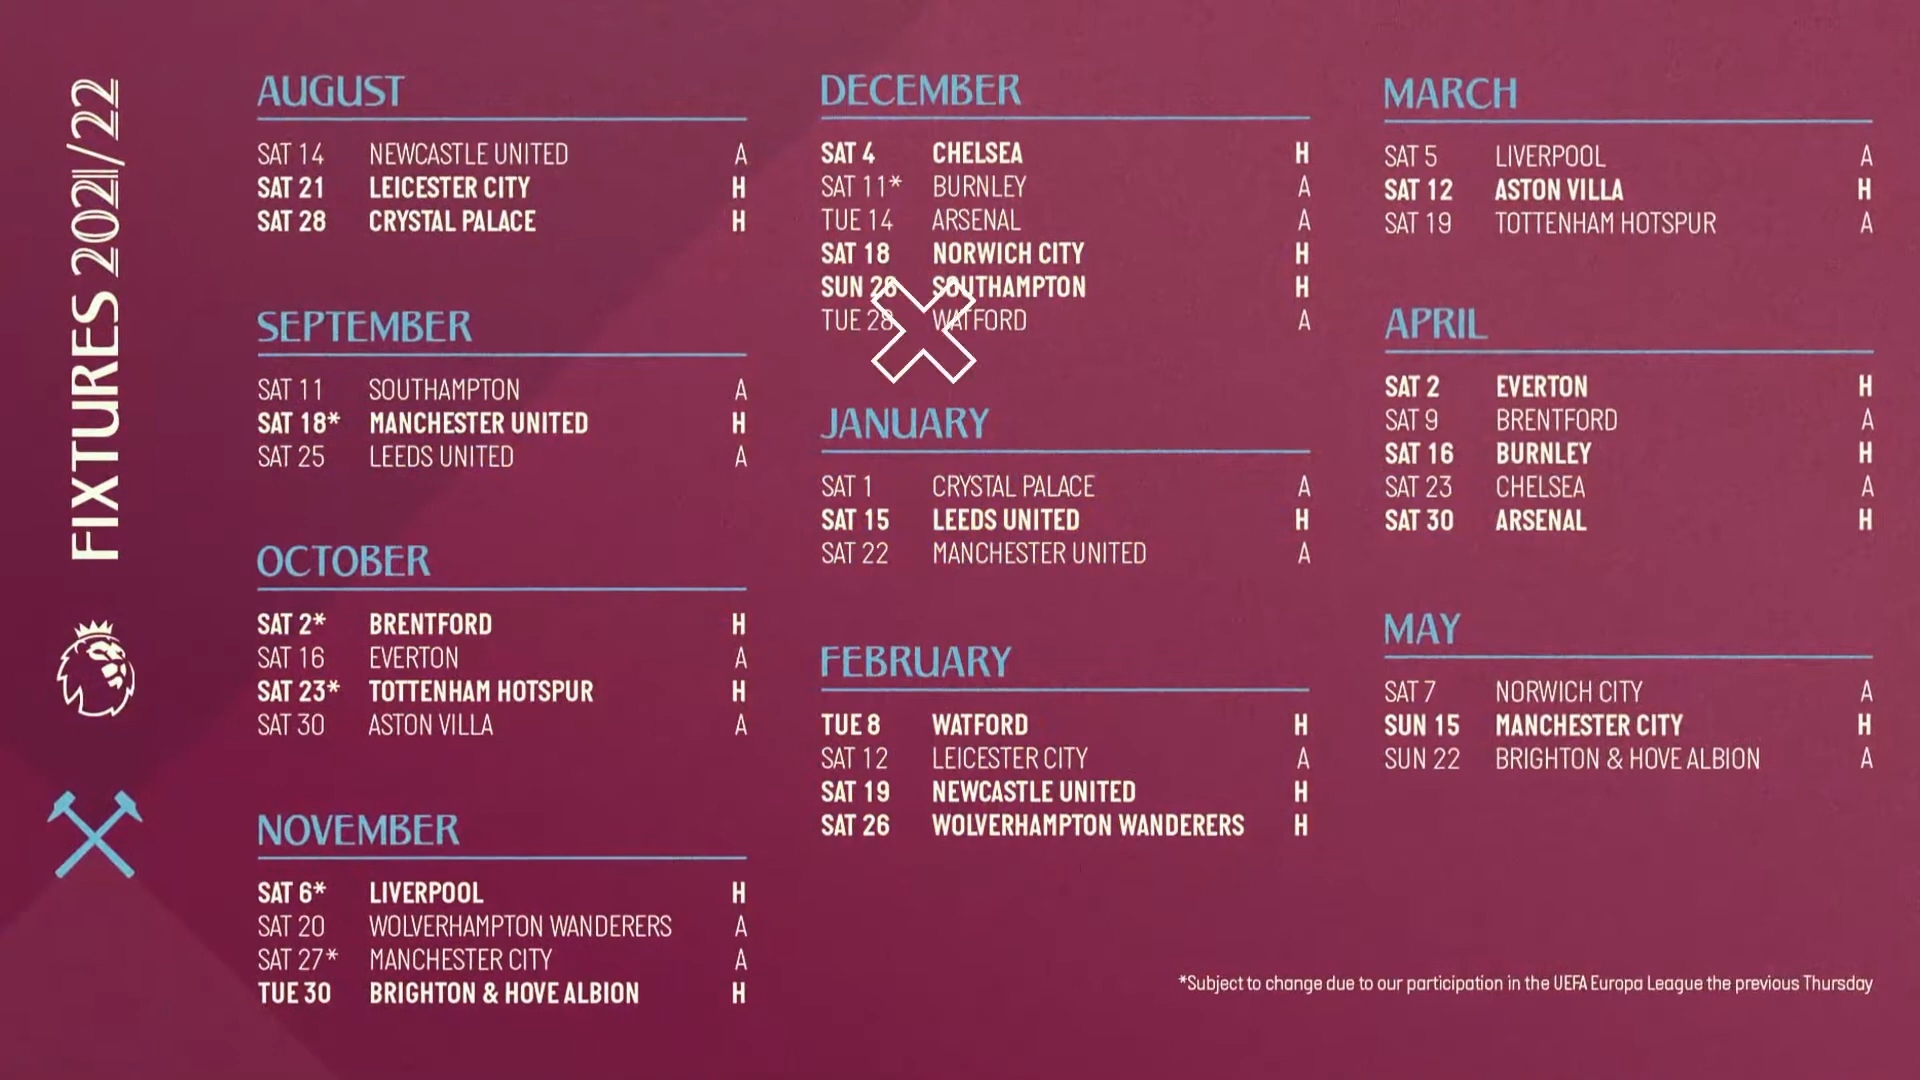 FIXTURES 2021/22
AUGUST
SAT 14 NEWCASTLE UNITED A
SAT 21 LEICESTER CITY H
SAT 28 CRYSTAL PALACE H
SEPTEMBER
SAT 11 SOUTHAMPTON A
SAT 18* MANCHESTER UNITED H
SAT 25 LEEDS UNITED A
OCTOBER
SAT 2* BRENTFORD H
SAT 16 EVERTON A
SAT 23* TOTTENHAM HOTSPUR H
SAT 30 ASTON VILLA A
NOVEMBER
SAT 6* LIVERPOOL H
SAT 20 WOLVERHAMPTON WANDERERS A
SAT 27* MANCHESTER CITY A
TUE 30 BRIGHTON & HOVE ALBION H
DECEMBER
SAT 4 CHELSEA H
SAT 11* BURNLEY A
TUE 14 ARSENAL A
SAT 18 NORWICH CITY H
SUN 26 SOUTHAMPTON H
TUE 28 WATFORD A
JANUARY
SAT 1 CRYSTAL PALACE A
SAT 15 LEEDS UNITED H
SAT 22 MANCHESTER UNITED A
FEBRUARY
TUE 8 WATFORD H
SAT 12 LEICESTER CITY A
SAT 19 NEWCASTLE UNITED H
SAT 26 WOLVERHAMPTON WANDERERS H
MARCH
SAT 5 LIVERPOOL A
SAT 12 ASTON VILLA H
SAT 19 TOTTENHAM HOTSPUR A
APRIL
SAT 2 EVERTON H
SAT 9 BRENTFORD A
SAT 16 BURNLEY H
SAT 23 CHELSEA A
SAT 30 ARSENAL H
MAY
SAT 7 NORWICH CITY A
SUN 15 MANCHESTER CITY H
SUN 22 BRIGHTON & HOVE ALBION A
*Subject to change due to our participation in the UEFA Europa League the previous Thursday